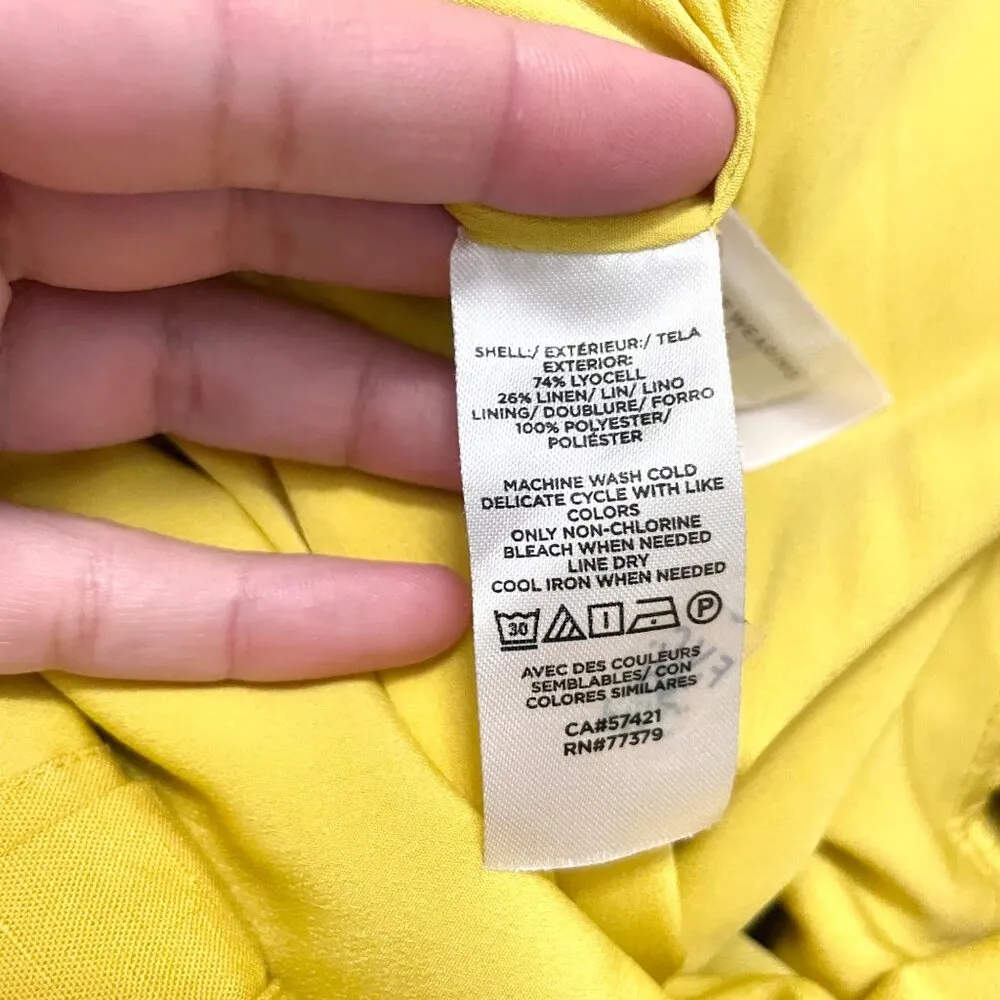 SHELL:/ EXTÉRIEUR:/ TELA
EXTERIOR:
74% LYOCELL
26% LINEN/ LIN/ LINO
LINING/ DOUBLURE/ FORRO
100% POLYESTER/
POLIÉSTER
MACHINE WASH COLD
DELICATE CYCLE WITH LIKE
COLORS
ONLY NON-CHLORINE
BLEACH WHEN NEEDED
LINE DRY
COOL IRON WHEN NEEDED
30 P
AVEC DES COULEURS
SEMBLABLES/ CON
COLORES SIMILARES
CA#57421
RN#77379